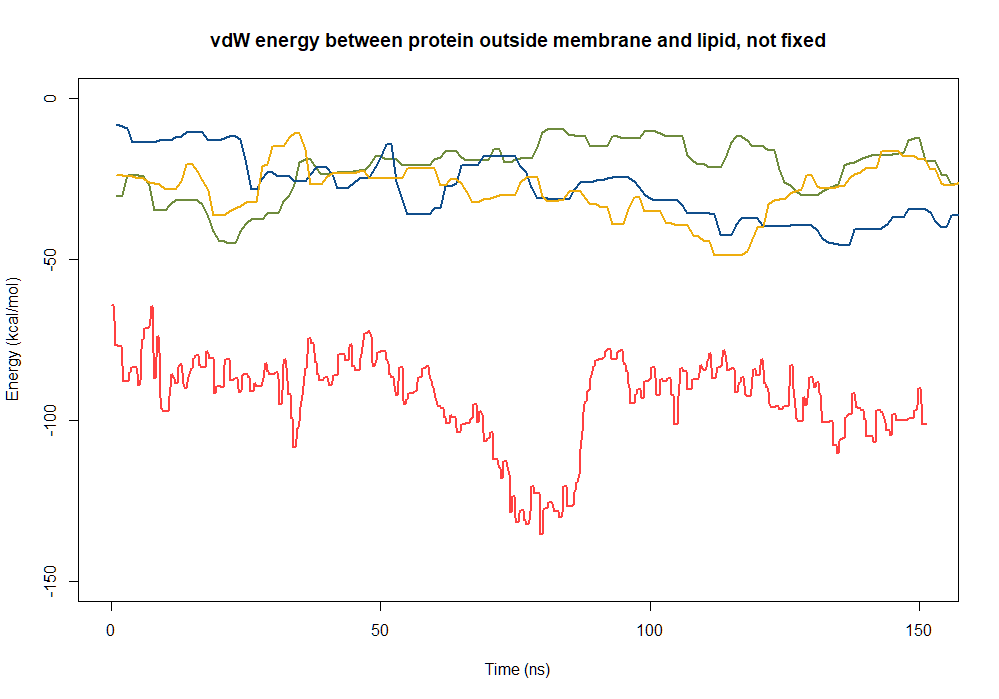 vdW energy between protein outside membrane and lipid, not fixed
Energy (kcal/mol)
0
-50
-100
-150
0
50
100
150
Time (ns)